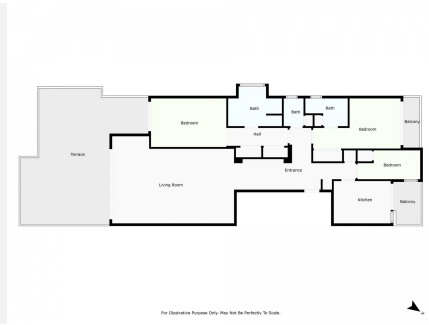 Bath
Bath
Bath
Bedroom
Balcony
Hall
Bedroom
Terrace
Bedroom
Entrance
Living Room
Kitchen
Balcony
For Illustrative Purpose Only. May Not Be Perfectly To Scale.